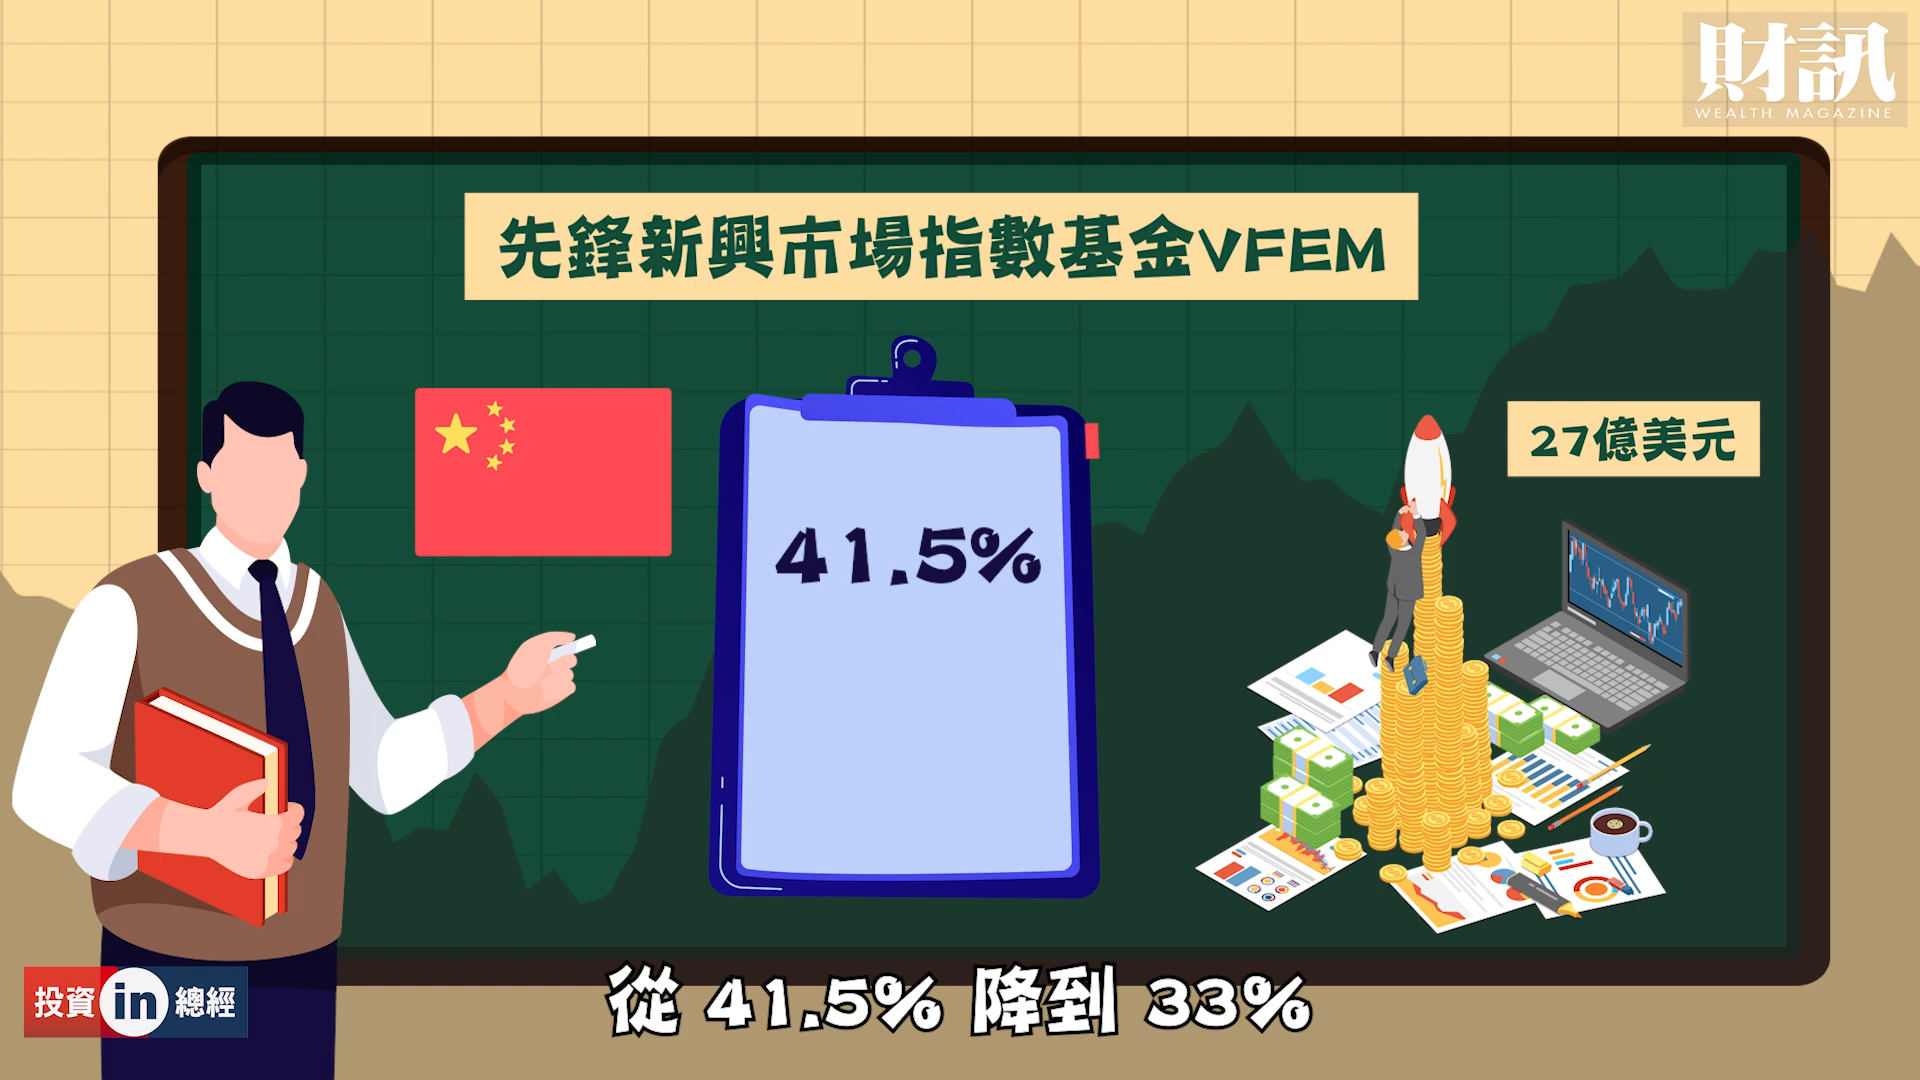 財訊
WEALTH MAGAZINE
先鋒新興市場指數基金VFEM
27億美元
41.5%
從 41.5% 降到 33%
投資in總經